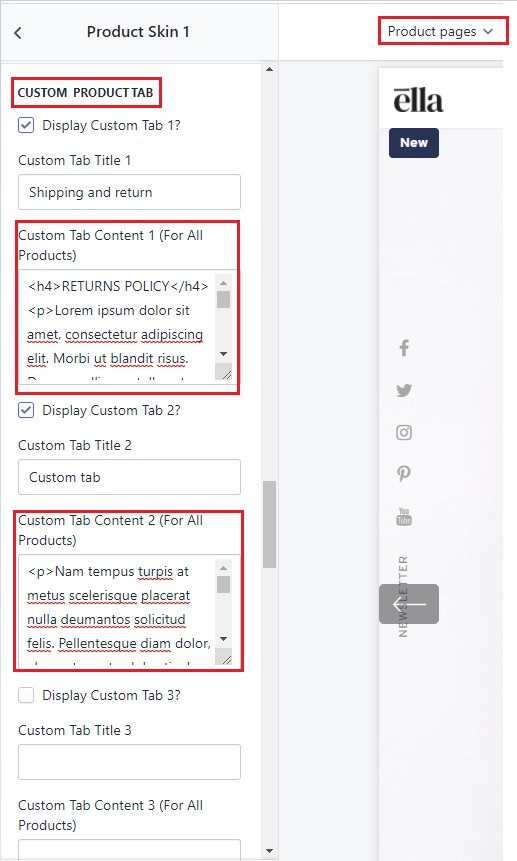 Product Skin 1
Product pages
CUSTOM PRODUCT TAB
Display Custom Tab 1?
Custom Tab Title 1
Shipping and return
Custom Tab Content 1 (For All
Products)
<h4>RETURNS POLICY</h4>
<p>Lorem ipsum dolor sit
amet, consectetur adipiscing
elit. Morbi ut blandit risus.
Display Custom Tab 2?
Custom Tab Title 2
Custom tab
Custom Tab Content 2 (For All
Products)
<p>Nam tempus turpis at
metus scelerisque placerat
nulla deumantos solicitud
felis. Pellentesque diam dolor,
Display Custom Tab 3?
Custom Tab Title 3
Custom Tab Content 3 (For All
Products)
ella
New
You
Tube
NEWSLETTER